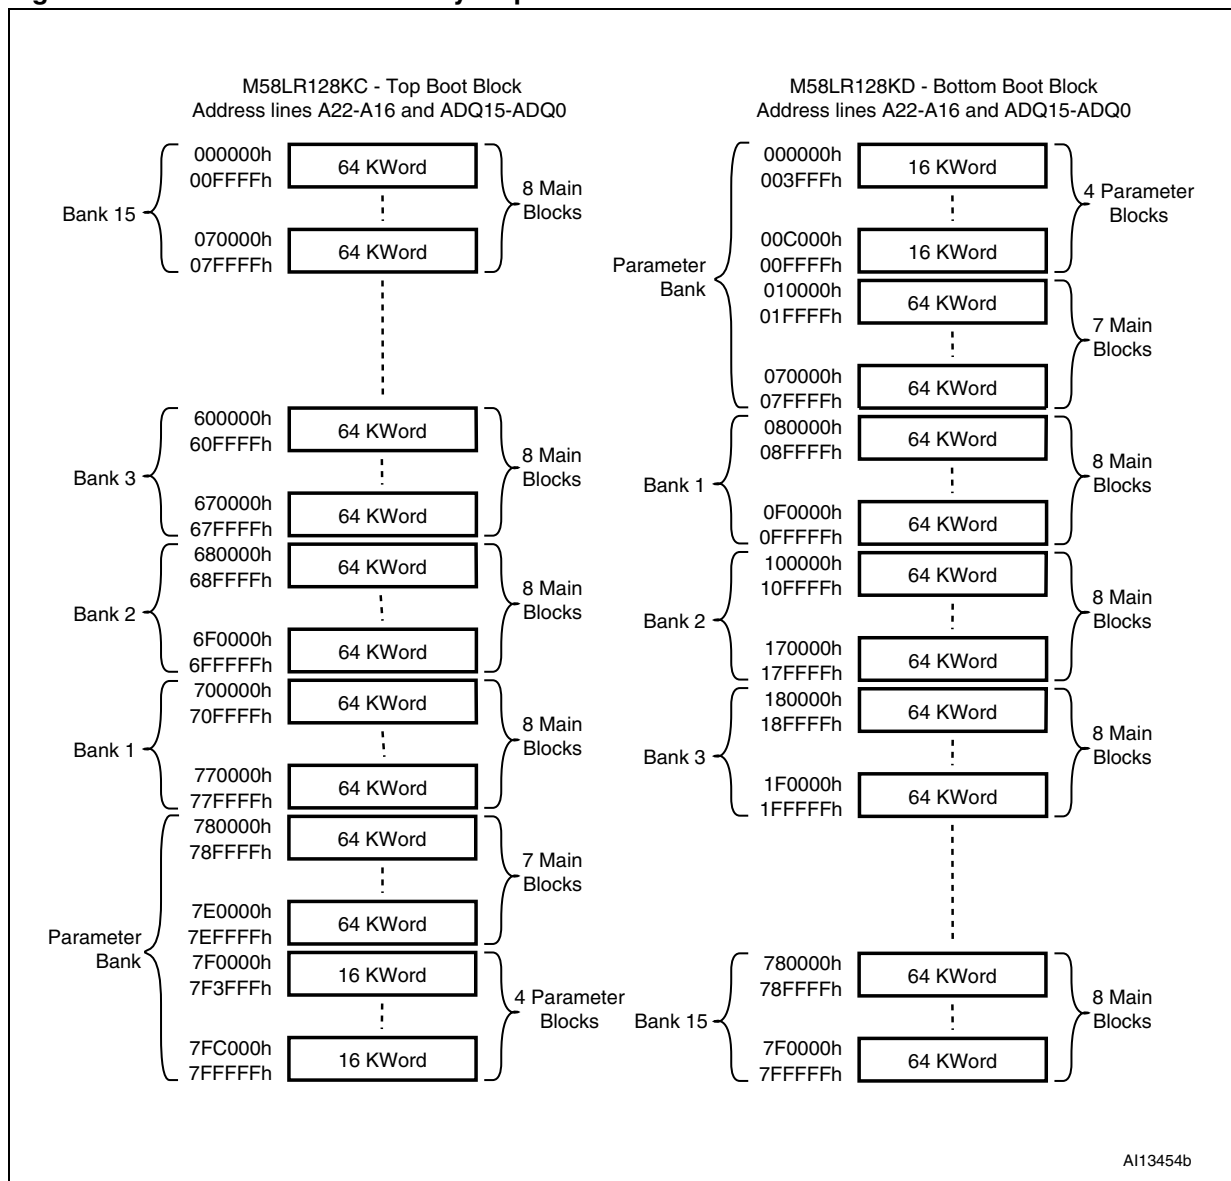 M58LR128KC - Top Boot Block
Address lines A22-A16 and ADQ15-ADQ0
Bank 15
000000h
00FFFFh
64 KWord
070000h
07FFFFh
64 KWord
8 Main
Blocks
Bank 3
600000h
60FFFFh
64 KWord
670000h
67FFFFh
64 KWord
8 Main
Blocks
Bank 2
680000h
68FFFFh
64 KWord
6F0000h
6FFFFFh
64 KWord
8 Main
Blocks
Bank 1
700000h
70FFFFh
64 KWord
770000h
77FFFFh
64 KWord
8 Main
Blocks
Parameter
Bank
780000h
78FFFFh
64 KWord
7E0000h
7EFFFFh
64 KWord
7 Main
Blocks
7F0000h
7F3FFFh
16 KWord
7FC000h
7FFFFFh
16 KWord
4 Parameter
Blocks
M58LR128KD - Bottom Boot Block
Address lines A22-A16 and ADQ15-ADQ0
Parameter
Bank
000000h
003FFFh
16 KWord
00C000h
00FFFFh
16 KWord
4 Parameter
Blocks
010000h
01FFFFh
64 KWord
070000h
07FFFFh
64 KWord
7 Main
Blocks
Bank 1
080000h
08FFFFh
64 KWord
0F0000h
0FFFFFh
64 KWord
8 Main
Blocks
Bank 2
100000h
10FFFFh
64 KWord
170000h
17FFFFh
64 KWord
8 Main
Blocks
Bank 3
180000h
18FFFFh
64 KWord
1F0000h
1FFFFFh
64 KWord
8 Main
Blocks
Bank 15
780000h
78FFFFh
64 KWord
7F0000h
7FFFFFh
64 KWord
8 Main
Blocks
AI13454b